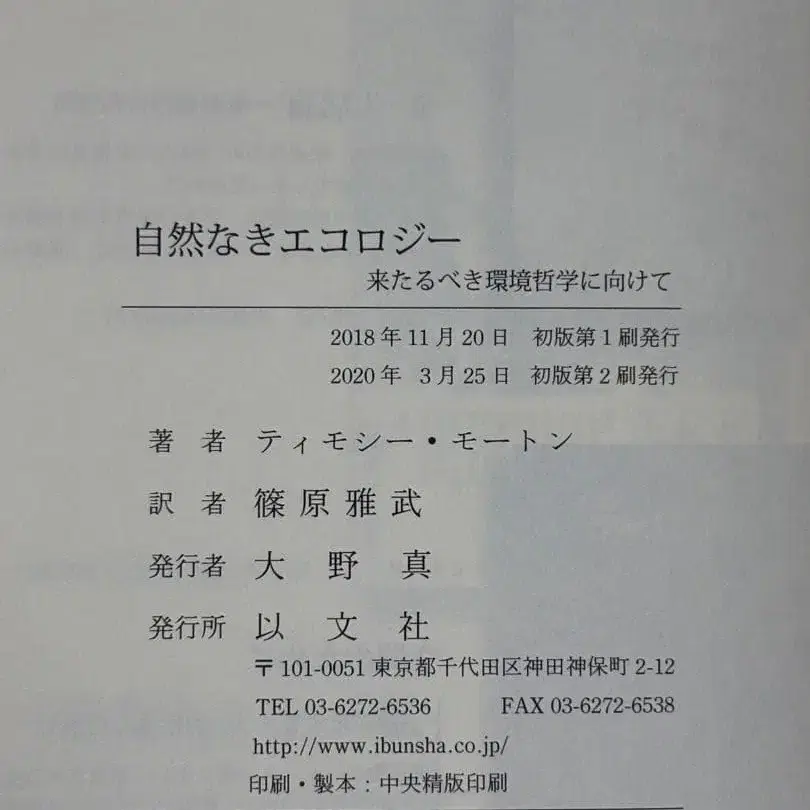 自然なきエコロジー
来たるべき環境哲学に向けて
2018年11月20日　初版第1刷発行
2020年　3月25日　初版第2刷発行
著　者　ティモシー・モートン
訳　者　篠原雅武
発行者　大野真
発行所　以文社
〒101-0051 東京都千代田区神田神保町 2-12
TEL 03-6272-6536　FAX 03-6272-6538
http://www.ibunsha.co.jp/
印刷・製本：中央精版印刷